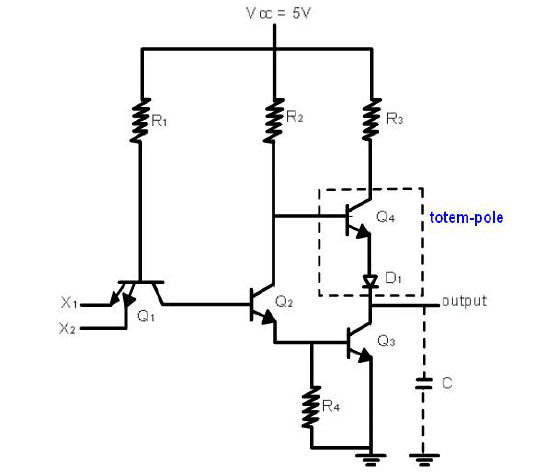 Vcc = 5V
R1
R2
R3
Q4
totem-pole
D1
output
X1
Q1
X2
Q2
Q3
C
R4